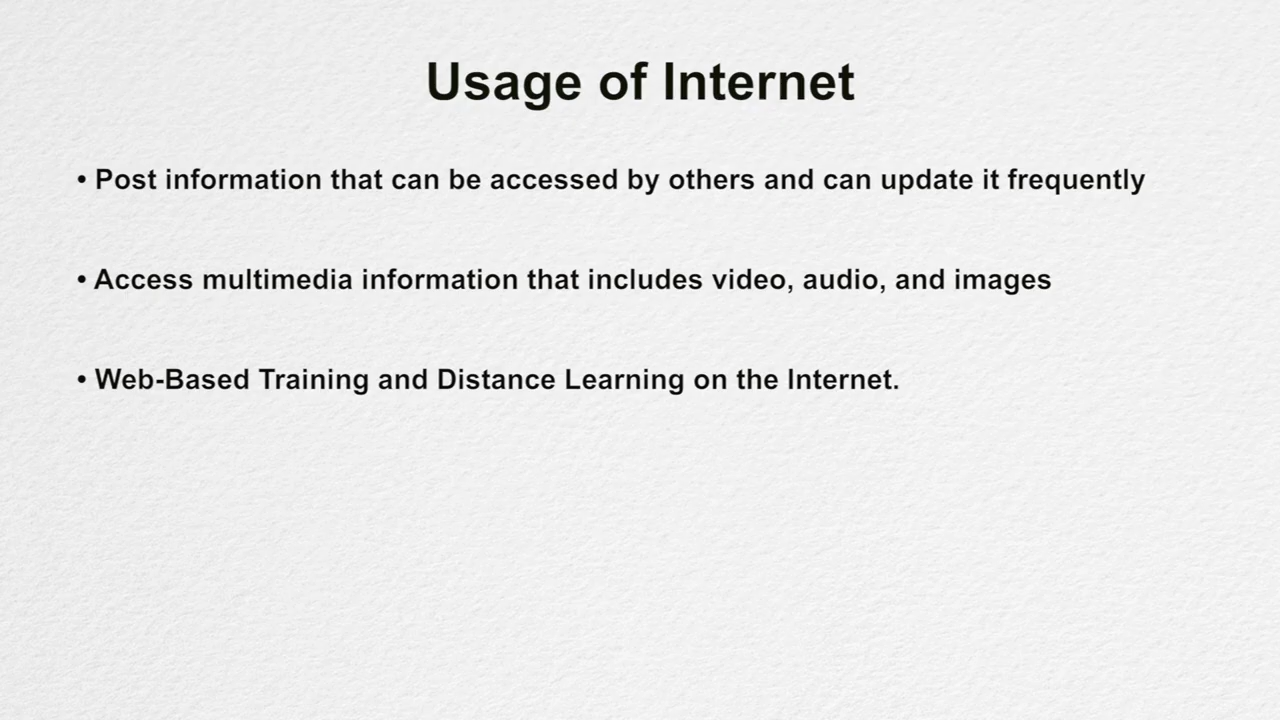 Usage of Internet
• Post information that can be accessed by others and can update it frequently
• Access multimedia information that includes video, audio, and images
• Web-Based Training and Distance Learning on the Internet.